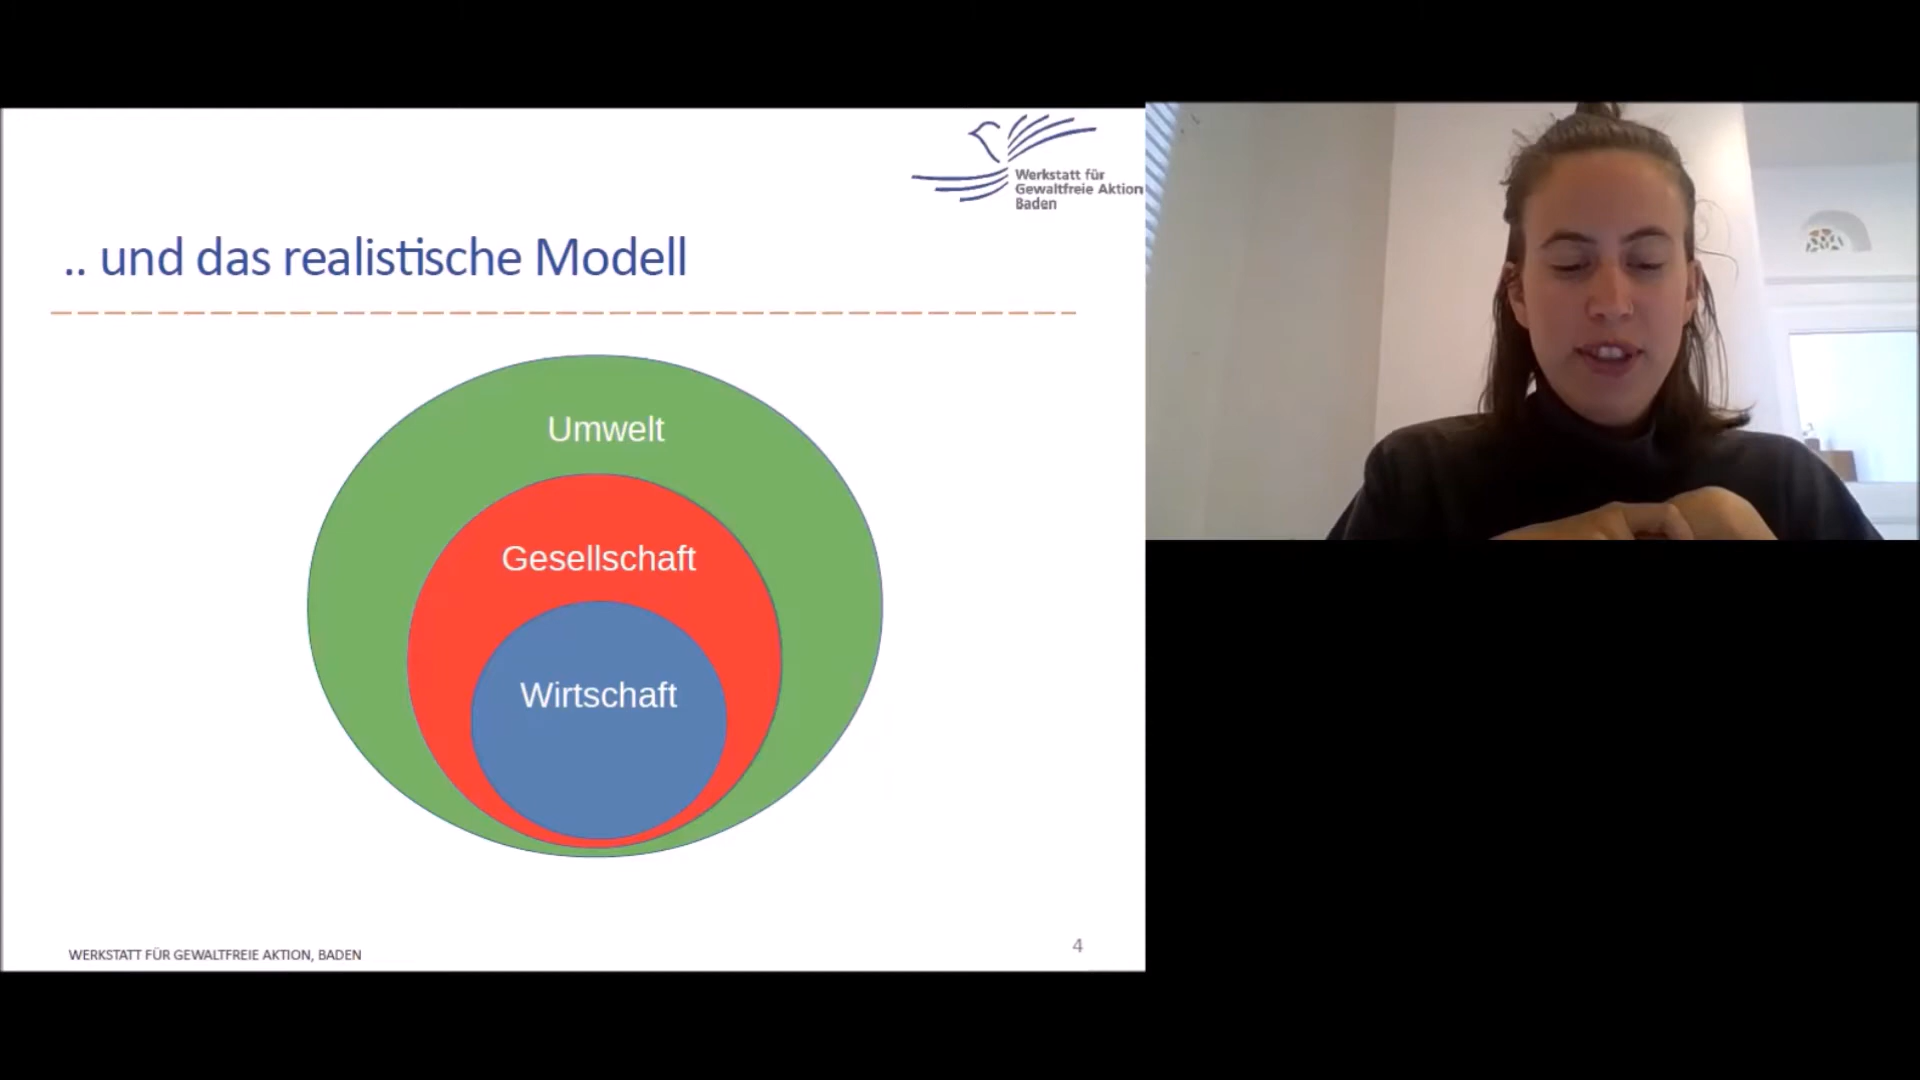 Werkstatt für
Gewaltfreie Aktion
Baden
.. und das realistische Modell
Umwelt
Gesellschaft
Wirtschaft
WERKSTATT FÜR GEWALTFREIE AKTION, BADEN
4